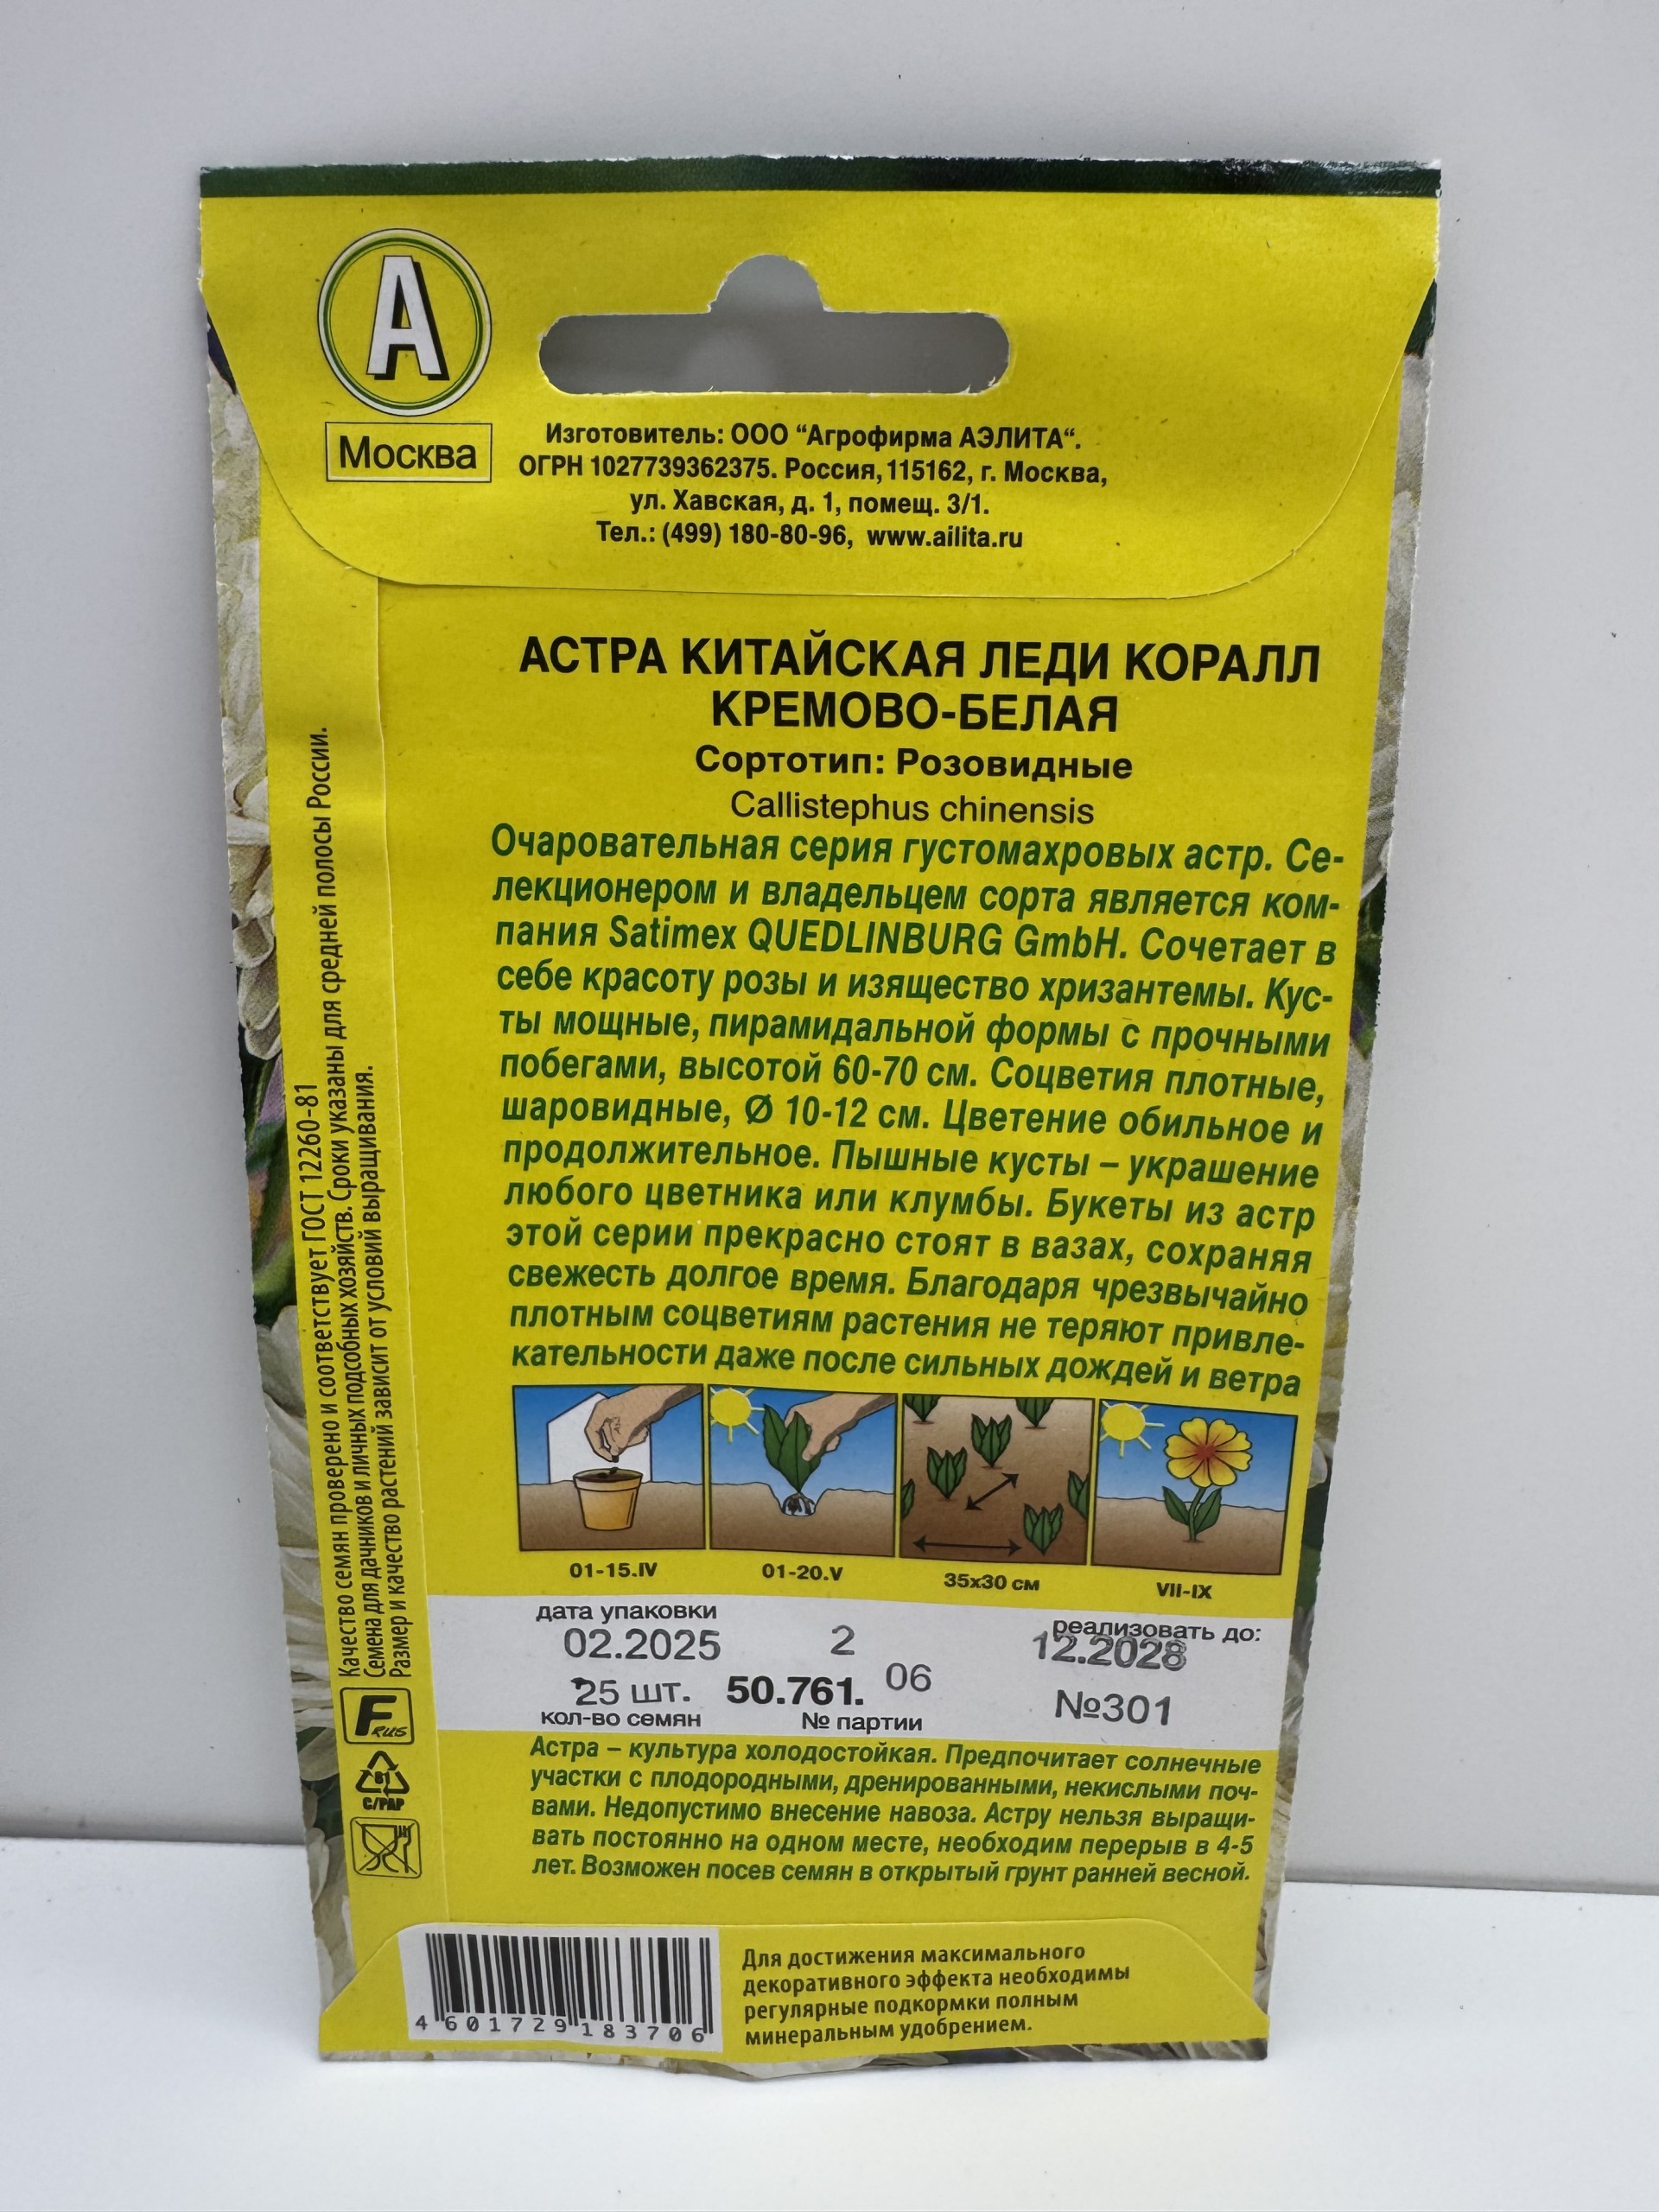 А
Москва
Изготовитель: ООО “Агрофирма АЭЛИТА“.
ОГРН 1027739362375. Россия, 115162, г. Москва,
ул. Хавская, д. 1, помещ. 3/1.
Тел.: (499) 180-80-96, www.ailita.ru
АСТРА КИТАЙСКАЯ ЛЕДИ КОРАЛЛ
КРЕМОВО-БЕЛАЯ
Сортотип: Розовидные
Callistephus chinensis
Очаровательная серия густомахровых астр. Се-
лекционером и владельцем сорта является ком-
пания Satimex QUEDLINBURG GmbH. Сочетает в
себе красоту розы и изящество хризантемы. Кус-
ты мощные, пирамидальной формы с прочными
побегами, высотой 60-70 см. Соцветия плотные,
шаровидные, Ø 10-12 см. Цветение обильное и
продолжительное. Пышные кусты – украшение
любого цветника или клумбы. Букеты из астр
этой серии прекрасно стоят в вазах, сохраняя
свежесть долгое время. Благодаря чрезвычайно
плотным соцветиям растения не теряют привле-
кательности даже после сильных дождей и ветра
01-15.IV 01-20.V 35х30 см VII-IX
дата упаковки реализовать до:
02.2025 2 12.2028
25 шт. 50.761. 06 №301
кол-во семян № партии
Астра – культура холодостойкая. Предпочитает солнечные
участки с плодородными, дренированными, некислыми поч-
вами. Недопустимо внесение навоза. Астру нельзя выращи-
вать постоянно на одном месте, необходим перерыв в 4-5
лет. Возможен посев семян в открытый грунт ранней весной.
Качество семян проверено и соответствует ГОСТ 12260-81
Семена для дачников и личных подсобных хозяйств. Сроки указаны для средней полосы России.
Размер и качество растений зависит от условий выращивания.
F RUS
81
C/PAP
4 601729 183706
Для достижения максимального
декоративного эффекта необходимы
регулярные подкормки полным
минеральным удобрением.